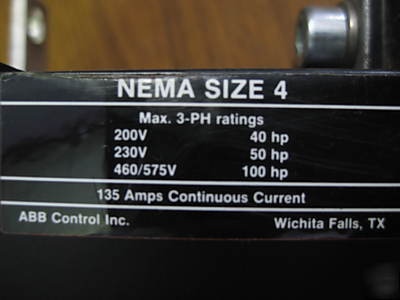 NEMA SIZE 4
Max. 3-PH ratings
200V 40 hp
230V 50 hp
460/575V 100 hp
135 Amps Continuous Current
ABB Control Inc. Wichita Falls, TX